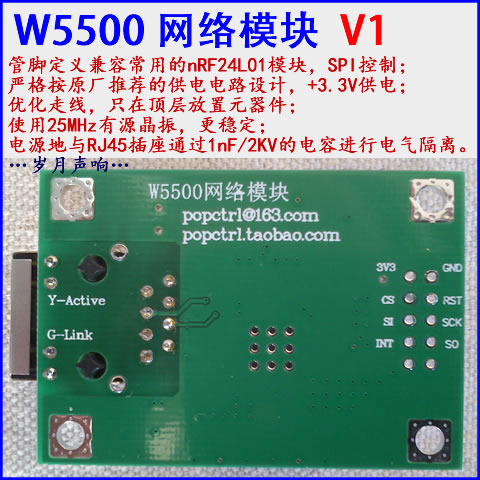 W5500 网络模块 V1
管脚定义兼容常用的nRF24L01模块，SPI控制；
严格按原厂推荐的供电电路设计，+3.3V供电；
优化走线，只在顶层放置元器件；
使用25MHz有源晶振，更稳定；
电源地与RJ45插座通过1nF/2KV的电容进行电气隔离。
…岁月声响…
W5500网络模块
popctrl@163.com
popctrl.taobao.com
3V3 GND
Y-Active
CS RST
SI SCK
G-Link
INT SO